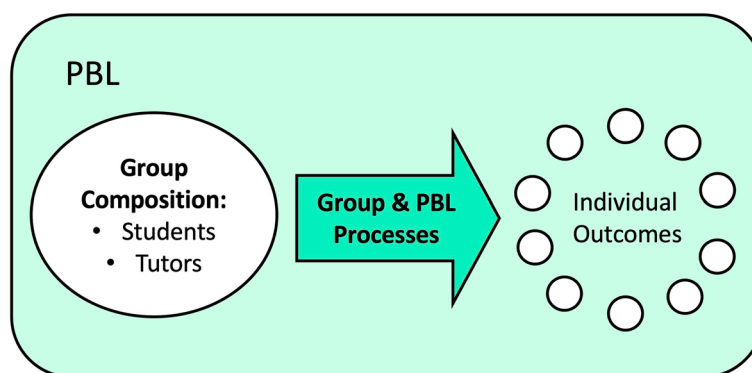 PBL
Group
Composition:
• Students
• Tutors
Group & PBL
Processes
Individual
Outcomes